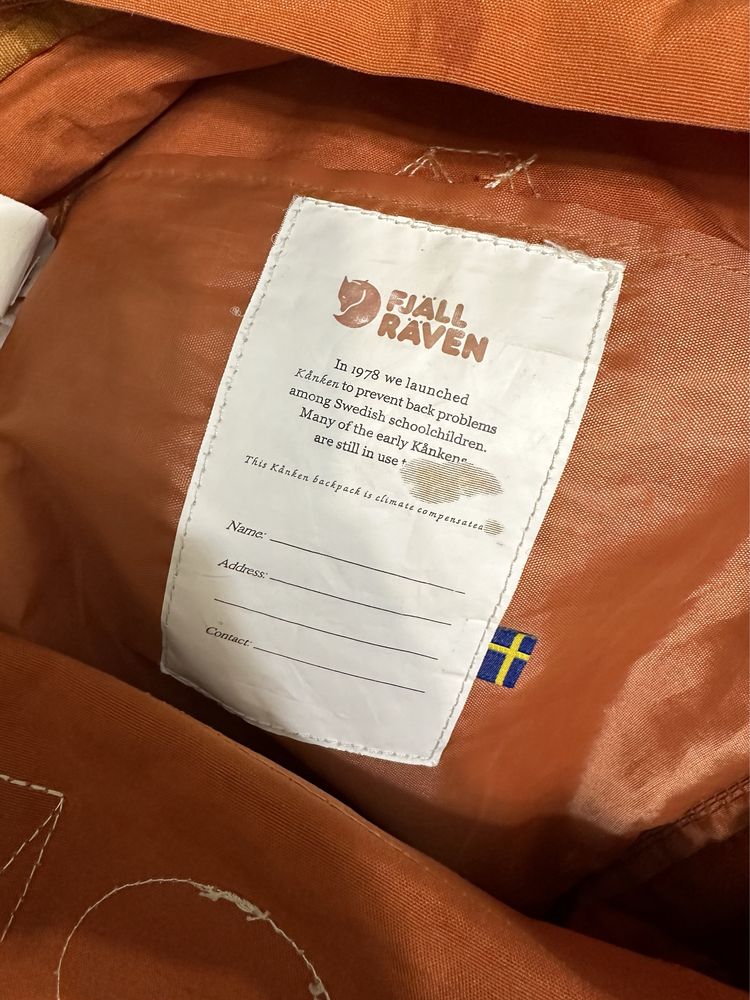 FJÄLL
RÄVEN
In 1978 we launched
Kånken to prevent back problems
among Swedish schoolchildren.
Many of the early Kånkens
are still in use
This Kånken backpack is climate compensated
Name:
Address:
Contact: